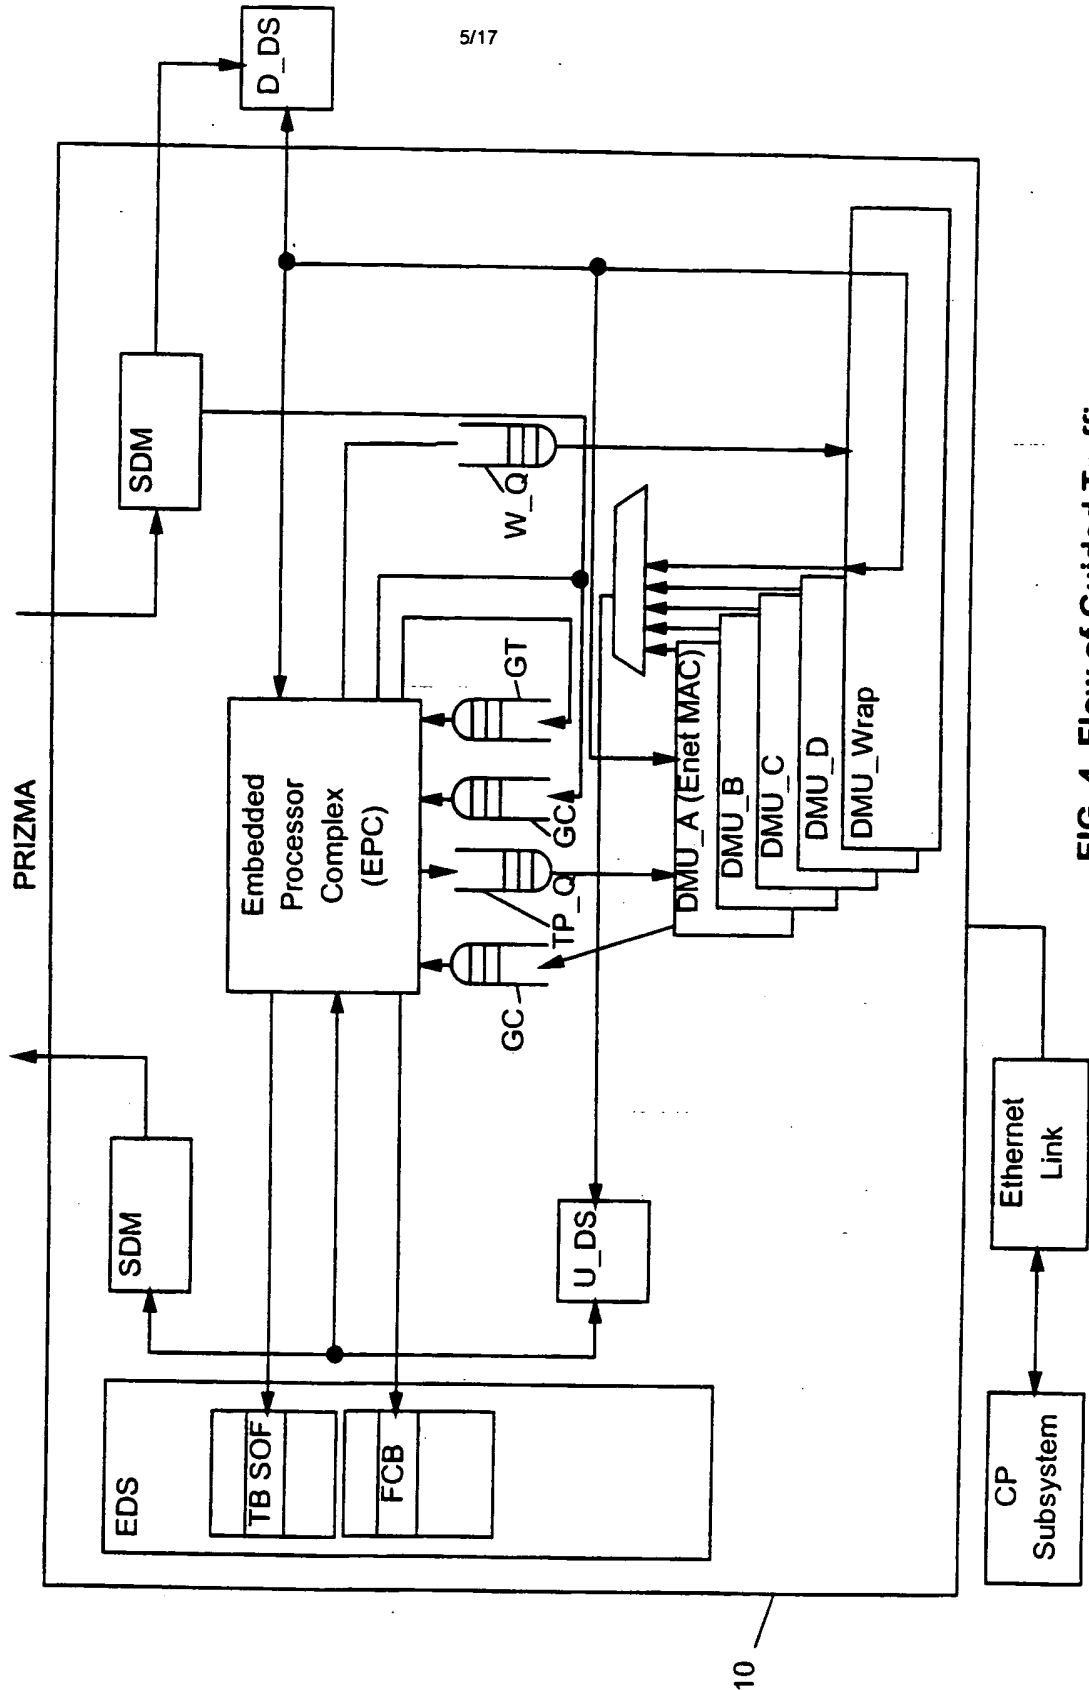 5/17
PRIZMA
D_DS
SDM
SDM
Embedded
Processor
Complex
(EPC)
EDS
TB SOF
FCB
W_Q
GT
GC
TP_Q
GC
U_DS
DMU_A (Enet MAC)
DMU_B
DMU_C
DMU_D
DMU_Wrap
CP
Subsystem
Ethernet
Link
10
FIG. 4 Flow of Guided Traffi